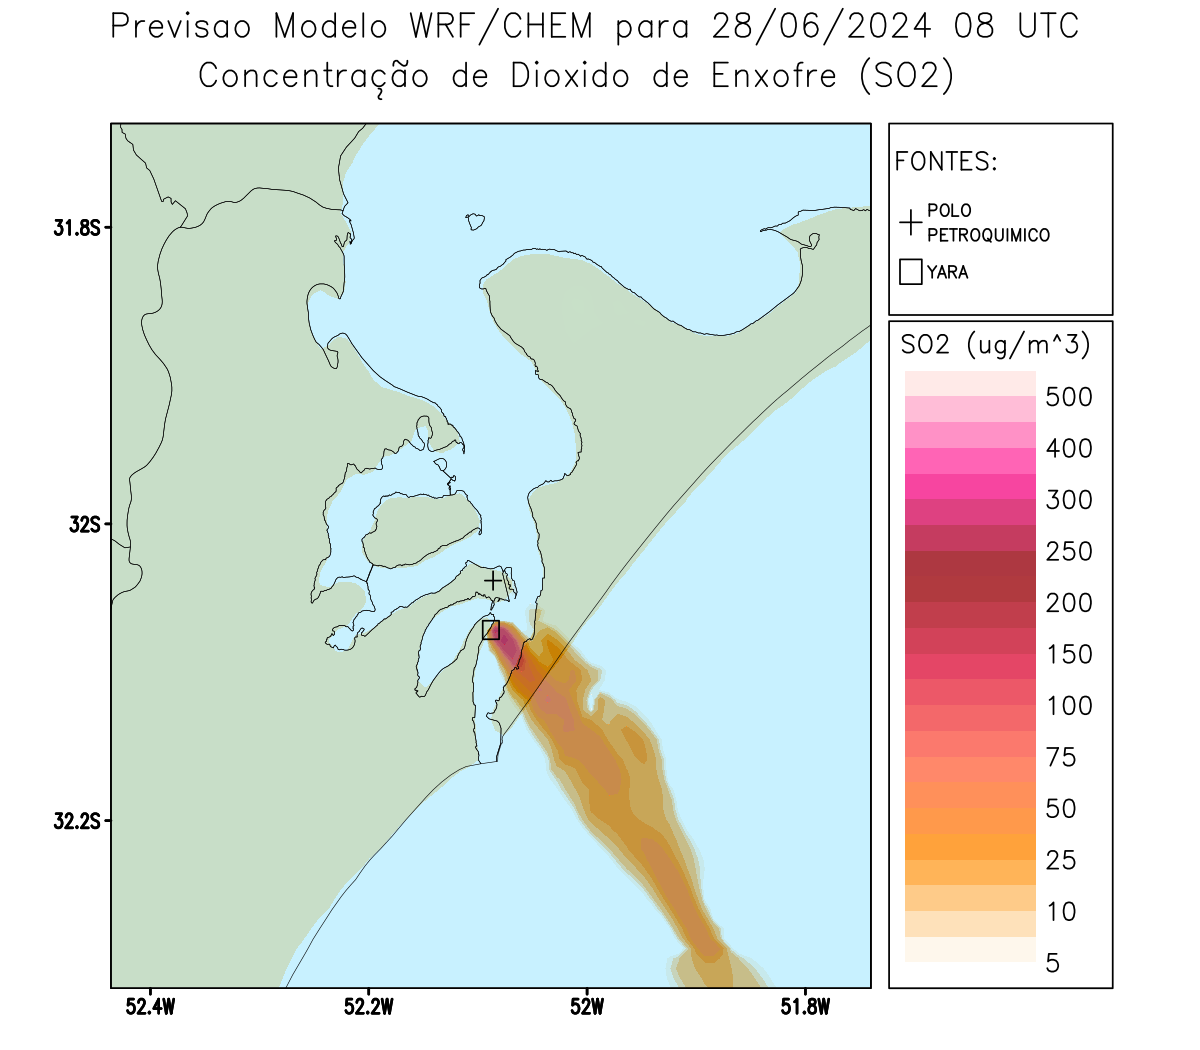 Previsao Modelo WRF/CHEM para 28/06/2024 08 UTC
Concentração de Dioxido de Enxofre (SO2)
FONTES:
POLO
PETROQUIMICO
YARA
31.8S
32S
32.2S
52.4W
52.2W
52W
51.8W
SO2 (ug/m^3)
500
400
300
250
200
150
100
75
50
25
10
5